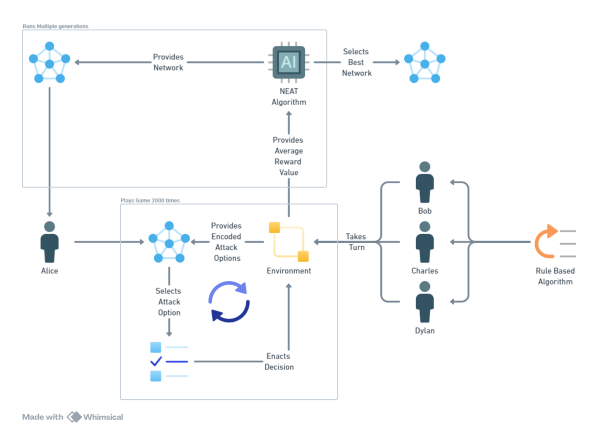 Runs Multiple generations
Provides
Network
Selects
Best
Network
AI
NEAT
Algorithm
Provides
Average
Reward
Value
Plays Game 2000 times
Alice
Provides
Encoded
Attack
Options
Environment
Takes
Turn
Bob
Charles
Dylan
Rule Based
Algorithm
Selects
Attack
Option
Enacts
Decision
Made with Whimsical